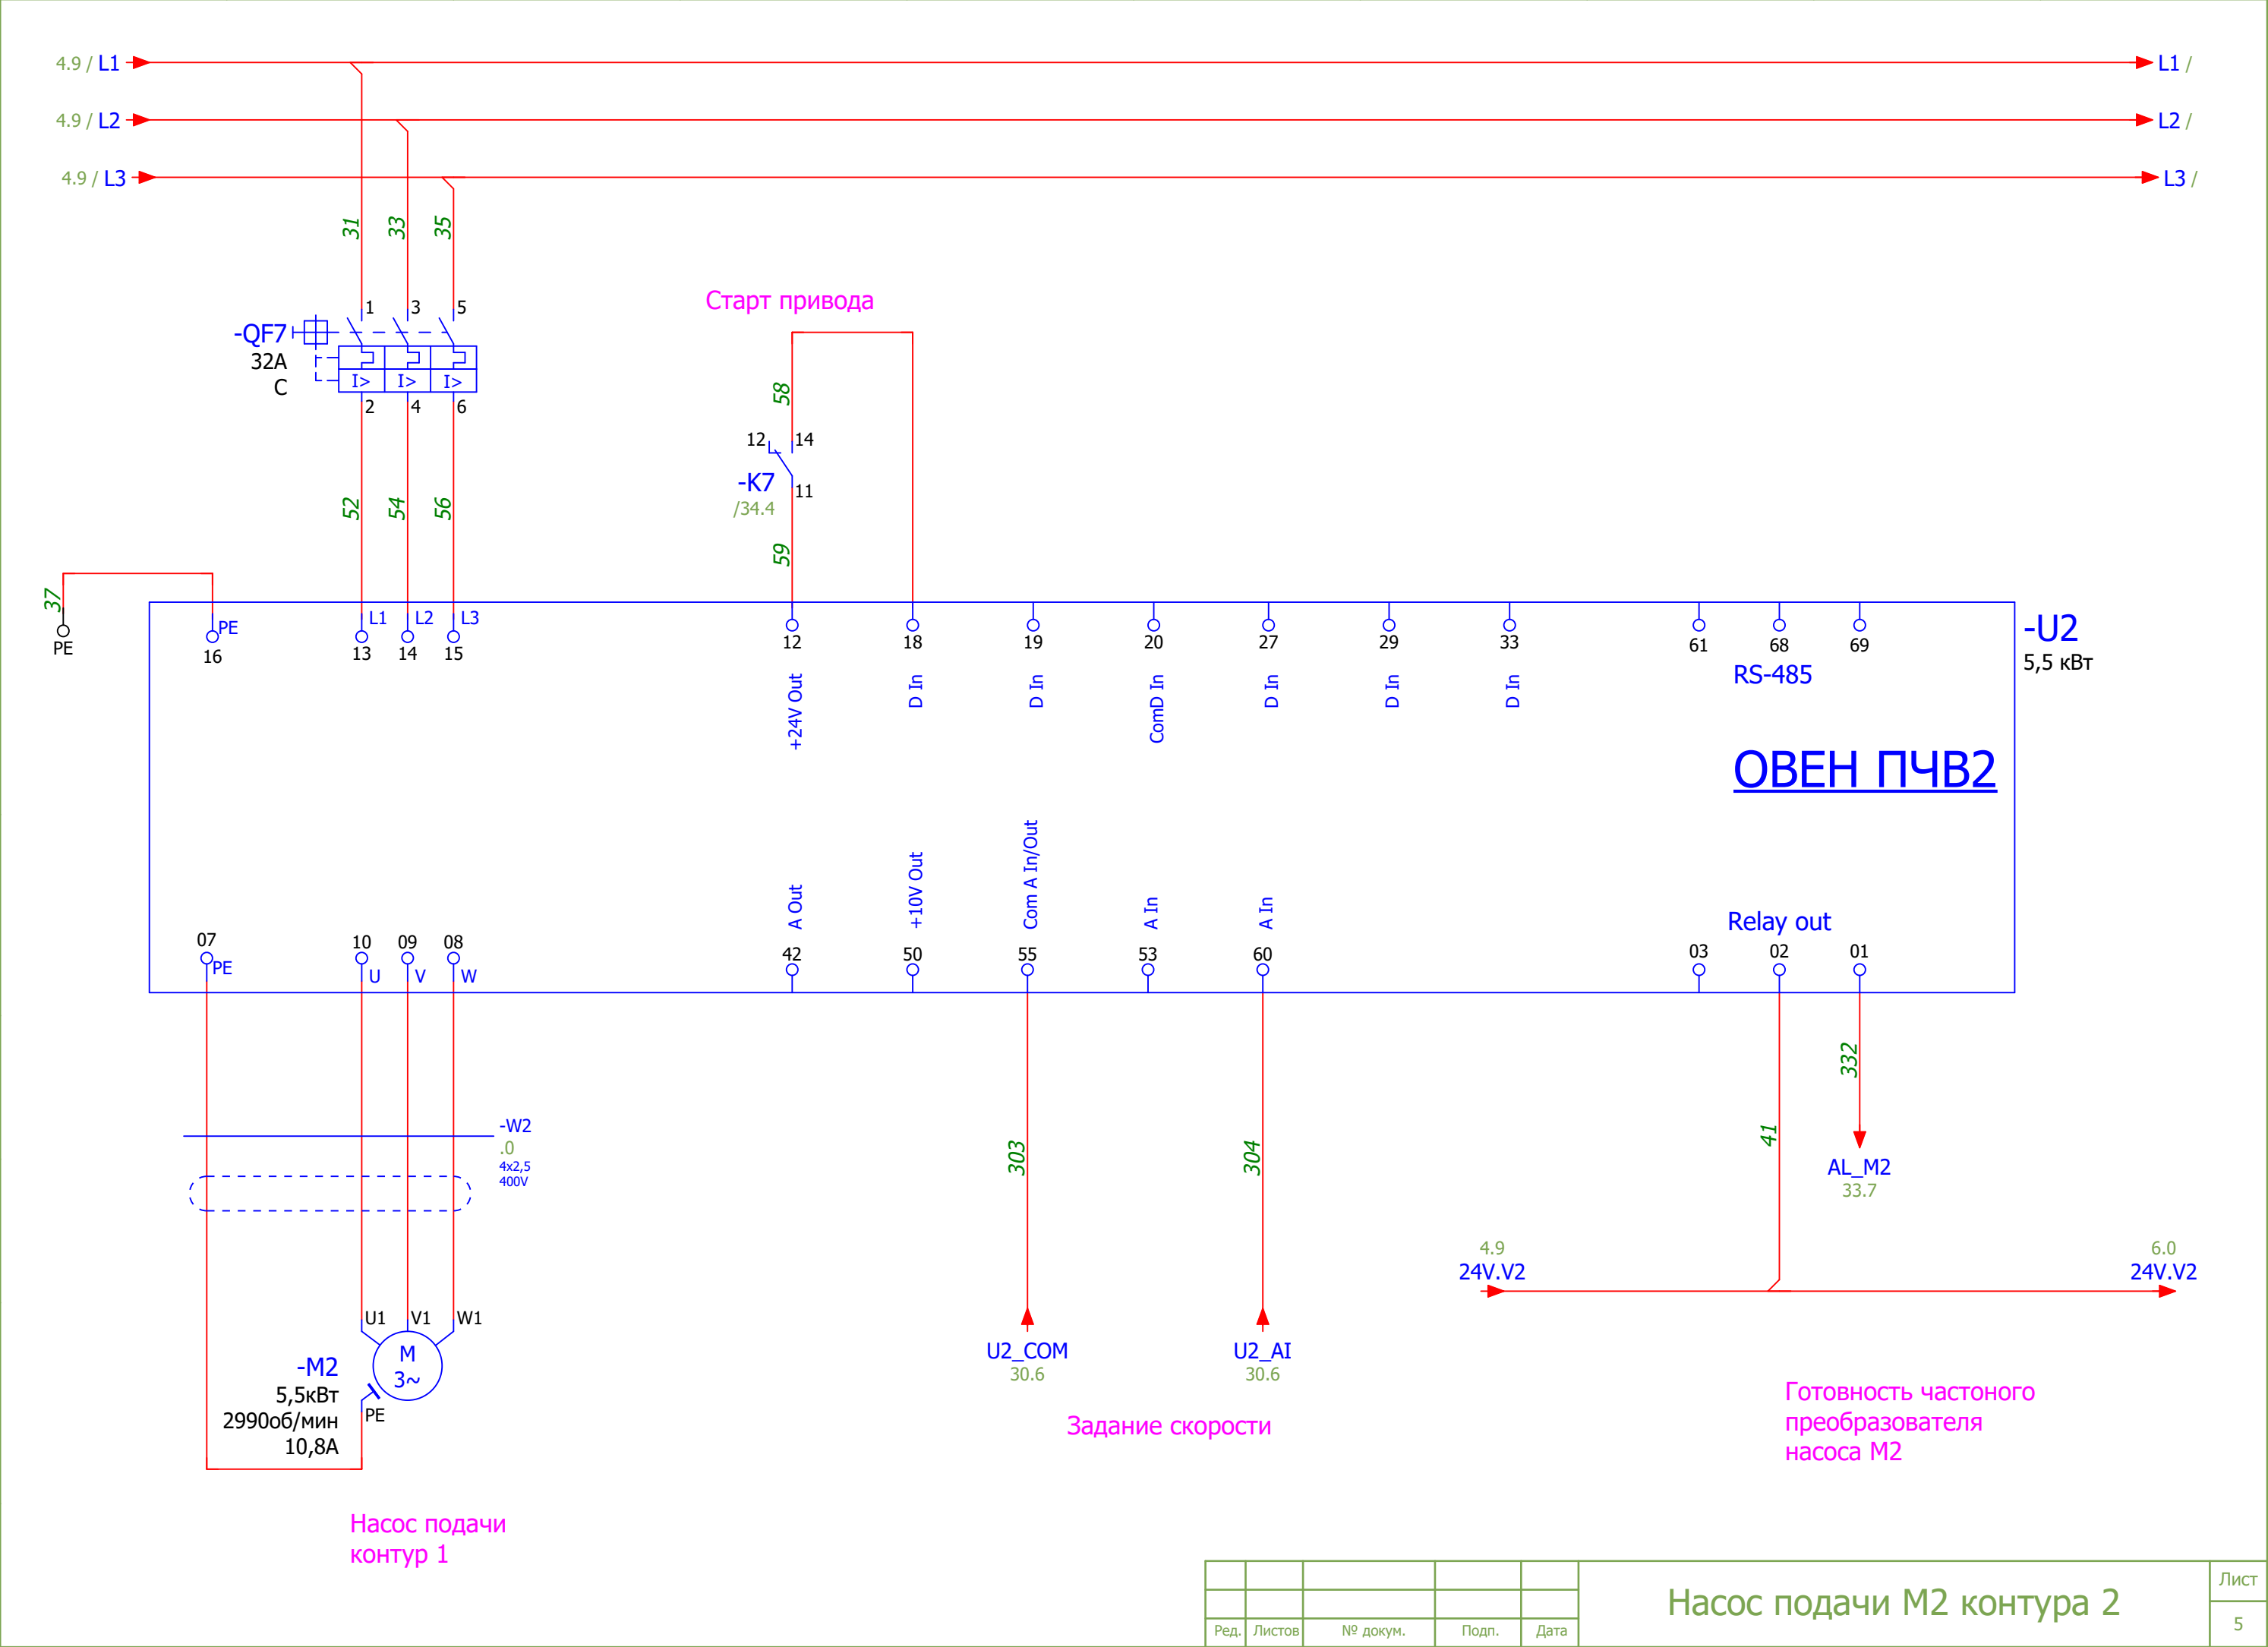 4.9 / L1
L1 /
4.9 / L2
L2 /
4.9 / L3
L3 /
31
33
35
Старт привода
1
3
5
-QF7
32A
C
I>
I>
I>
2
4
6
58
12
14
-K7
11
/34.4
52
54
56
59
37
PE
PE
16
L1
L2
L3
13
14
15
12
18
19
20
27
29
33
61
68
69
-U2
5,5 кВт
RS-485
+24V Out
D In
D In
ComD In
D In
D In
D In
ОВЕН ПЧВ2
A Out
+10V Out
Com A In/Out
A In
A In
Relay out
07
PE
10
09
08
U
V
W
42
50
55
53
60
03
02
01
332
-W2
.0
4x2,5
400V
303
304
41
AL_M2
33.7
4.9
24V.V2
6.0
24V.V2
U1
V1
W1
M
3~
-M2
5,5кВт
2990об/мин
10,8A
PE
U2_COM
30.6
U2_AI
30.6
Задание скорости
Готовность частоного
преобразователя
насоса М2
Насос подачи
контур 1
Ред.
Листов
№ докум.
Подп.
Дата
Насос подачи М2 контура 2
Лист
5